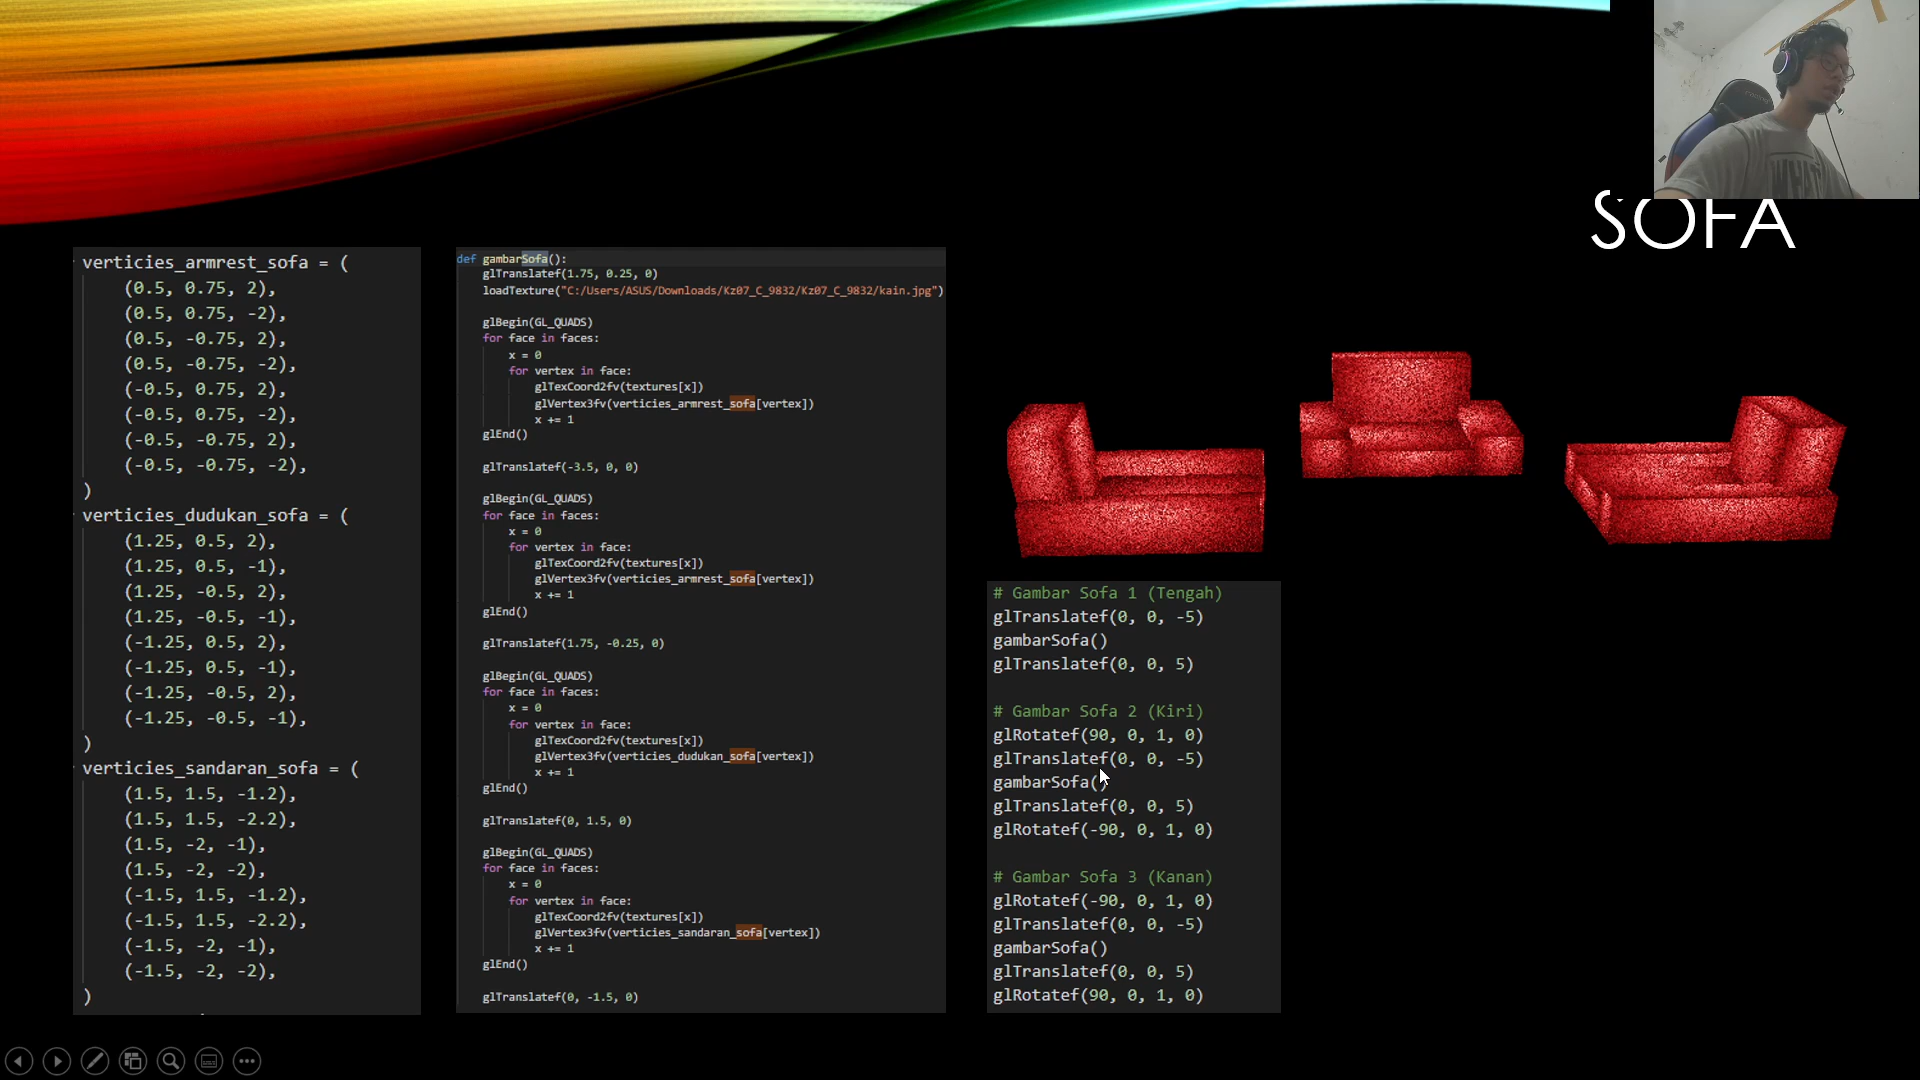 SOFA
verticies_armrest_sofa = (
(0.5, 0.75, 2),
(0.5, 0.75, -2),
(0.5, -0.75, 2),
(0.5, -0.75, -2),
(-0.5, 0.75, 2),
(-0.5, 0.75, -2),
(-0.5, -0.75, 2),
(-0.5, -0.75, -2),
)
verticies_dudukan_sofa = (
(1.25, 0.5, 2),
(1.25, 0.5, -1),
(1.25, -0.5, 2),
(1.25, -0.5, -1),
(-1.25, 0.5, 2),
(-1.25, 0.5, -1),
(-1.25, -0.5, 2),
(-1.25, -0.5, -1),
)
verticies_sandaran_sofa = (
(1.5, 1.5, -1.2),
(1.5, 1.5, -2.2),
(1.5, -2, -1),
(1.5, -2, -2),
(-1.5, 1.5, -1.2),
(-1.5, 1.5, -2.2),
(-1.5, -2, -1),
(-1.5, -2, -2),
)
def gambarSofa():
glTranslatef(1.75, 0.25, 0)
loadTexture("C:/Users/ASUS/Downloads/Kz07_C_9832/Kz07_C_9832/kain.jpg")
glBegin(GL_QUADS)
for face in faces:
x = 0
for vertex in face:
glTexCoord2fv(textures[x])
glVertex3fv(verticies_armrest_sofa[vertex])
x += 1
glEnd()
glTranslatef(-3.5, 0, 0)
glBegin(GL_QUADS)
for face in faces:
x = 0
for vertex in face:
glTexCoord2fv(textures[x])
glVertex3fv(verticies_armrest_sofa[vertex])
x += 1
glEnd()
glTranslatef(1.75, -0.25, 0)
glBegin(GL_QUADS)
for face in faces:
x = 0
for vertex in face:
glTexCoord2fv(textures[x])
glVertex3fv(verticies_dudukan_sofa[vertex])
x += 1
glEnd()
glTranslatef(0, 1.5, 0)
glBegin(GL_QUADS)
for face in faces:
x = 0
for vertex in face:
glTexCoord2fv(textures[x])
glVertex3fv(verticies_sandaran_sofa[vertex])
x += 1
glEnd()
glTranslatef(0, -1.5, 0)
# Gambar Sofa 1 (Tengah)
glTranslatef(0, 0, -5)
gambarSofa()
glTranslatef(0, 0, 5)
# Gambar Sofa 2 (Kiri)
glRotatef(90, 0, 1, 0)
glTranslatef(0, 0, -5)
gambarSofa()
glTranslatef(0, 0, 5)
glRotatef(-90, 0, 1, 0)
# Gambar Sofa 3 (Kanan)
glRotatef(-90, 0, 1, 0)
glTranslatef(0, 0, -5)
gambarSofa()
glTranslatef(0, 0, 5)
glRotatef(90, 0, 1, 0)